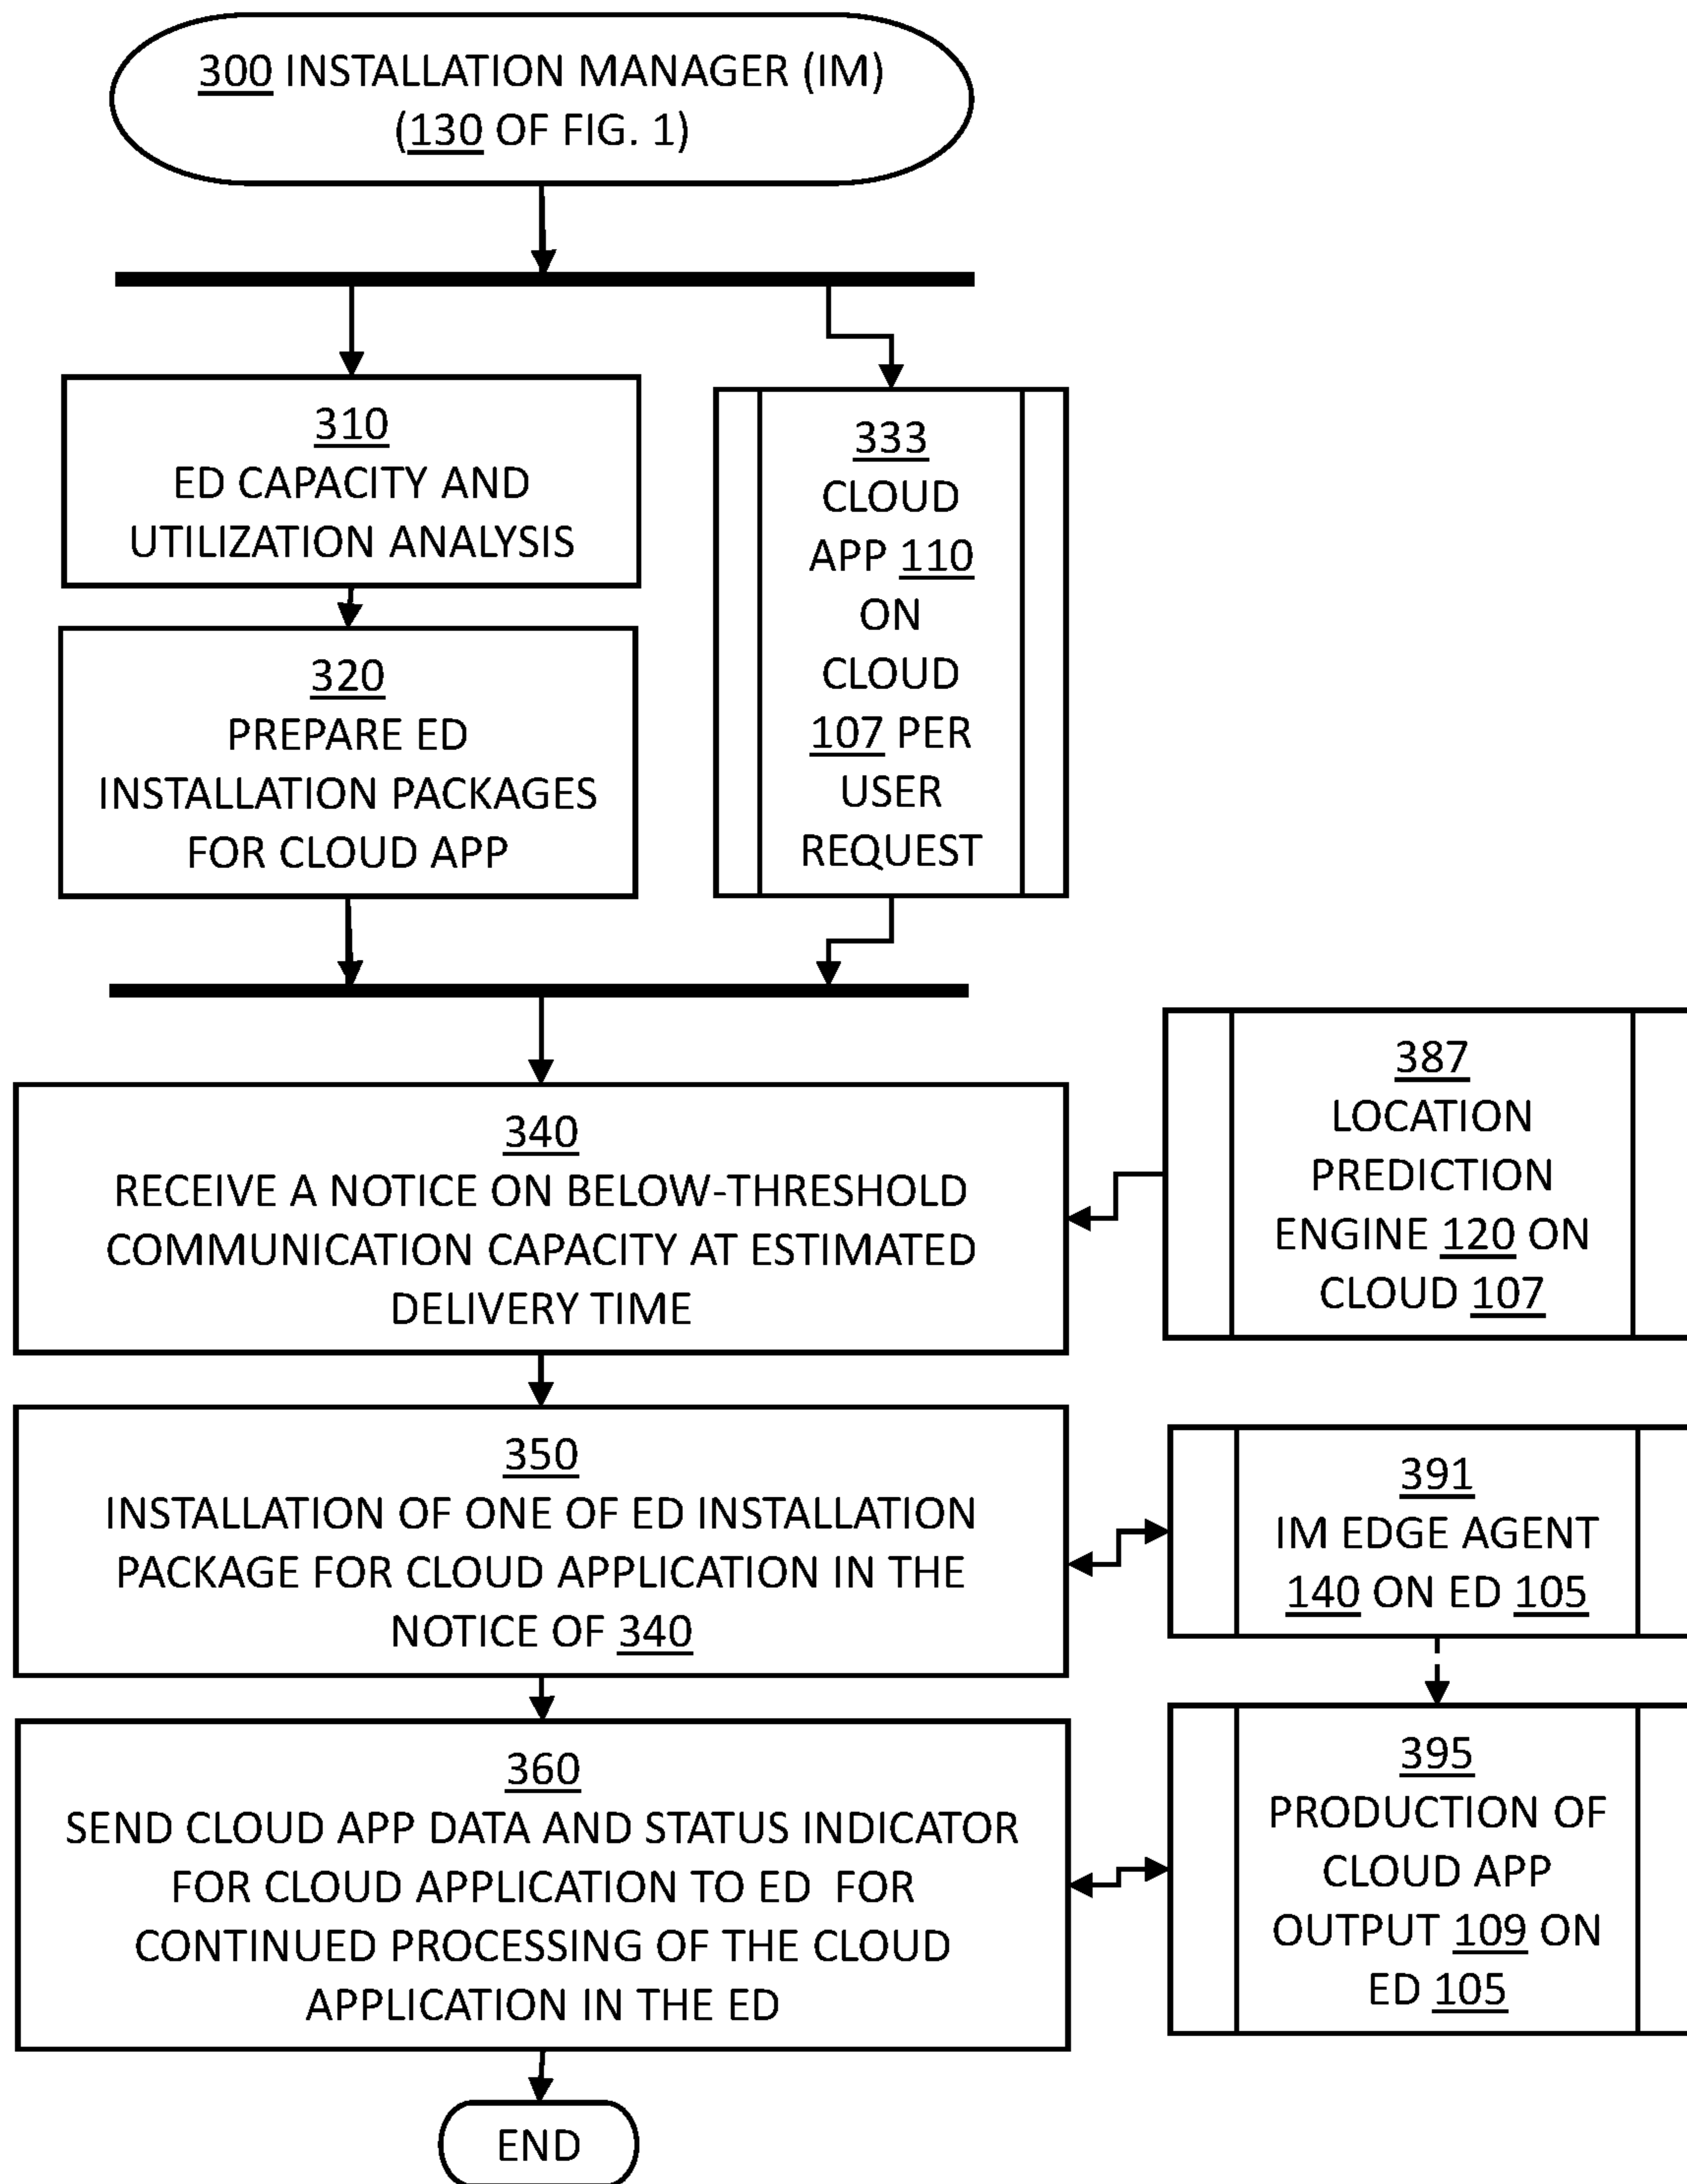 300 INSTALLATION MANAGER (IM)
(130 OF FIG. 1)
310
ED CAPACITY AND
UTILIZATION ANALYSIS
320
PREPARE ED
INSTALLATION PACKAGES
FOR CLOUD APP
333
CLOUD
APP 110
ON
CLOUD
107 PER
USER
REQUEST
340
RECEIVE A NOTICE ON BELOW-THRESHOLD
COMMUNICATION CAPACITY AT ESTIMATED
DELIVERY TIME
387
LOCATION
PREDICTION
ENGINE 120 ON
CLOUD 107
350
INSTALLATION OF ONE OF ED INSTALLATION
PACKAGE FOR CLOUD APPLICATION IN THE
NOTICE OF 340
391
IM EDGE AGENT
140 ON ED 105
360
SEND CLOUD APP DATA AND STATUS INDICATOR
FOR CLOUD APPLICATION TO ED FOR
CONTINUED PROCESSING OF THE CLOUD
APPLICATION IN THE ED
395
PRODUCTION OF
CLOUD APP
OUTPUT 109 ON
ED 105
END